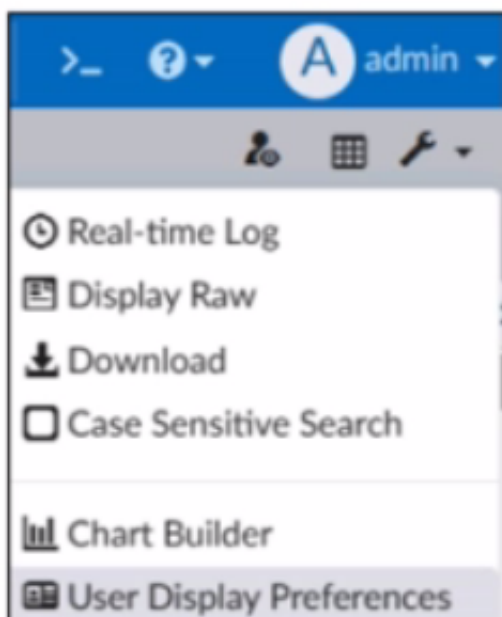 >_ ? A admin
Real-time Log
Display Raw
Download
Case Sensitive Search
Chart Builder
User Display Preferences